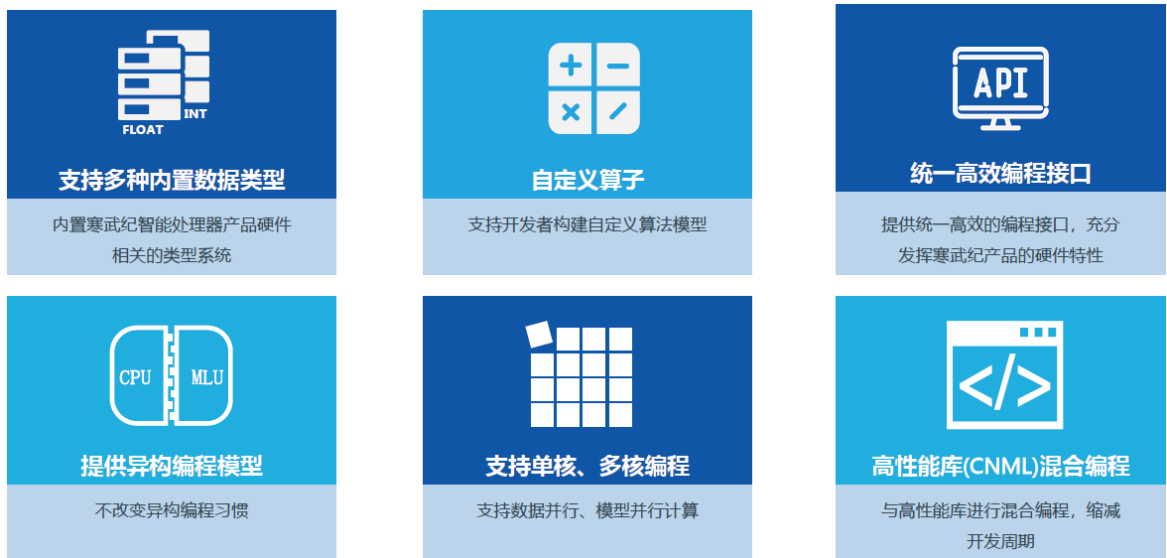 FLOAT
INT
支持多种内置数据类型
内置寒武纪智能处理器产品硬件
相关的类型系统
自定义算子
支持开发者构建自定义算法模型
API
统一高效编程接口
提供统一高效的编程接口，充分
发挥寒武纪产品的硬件特性
CPU
MLU
提供异构编程模型
不改变异构编程习惯
支持单核、多核编程
支持数据并行、模型并行计算
</>
高性能库(CNML)混合编程
与高性能库进行混合编程，缩减
开发周期